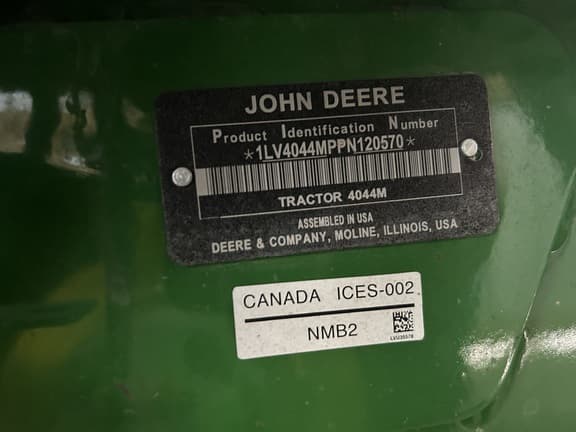 JOHN DEERE
Product Identification Number
*1LV4044MPPN120570*
TRACTOR 4044M
ASSEMBLED IN USA
DEERE & COMPANY, MOLINE, ILLINOIS, USA
CANADA ICES-002
NMB2